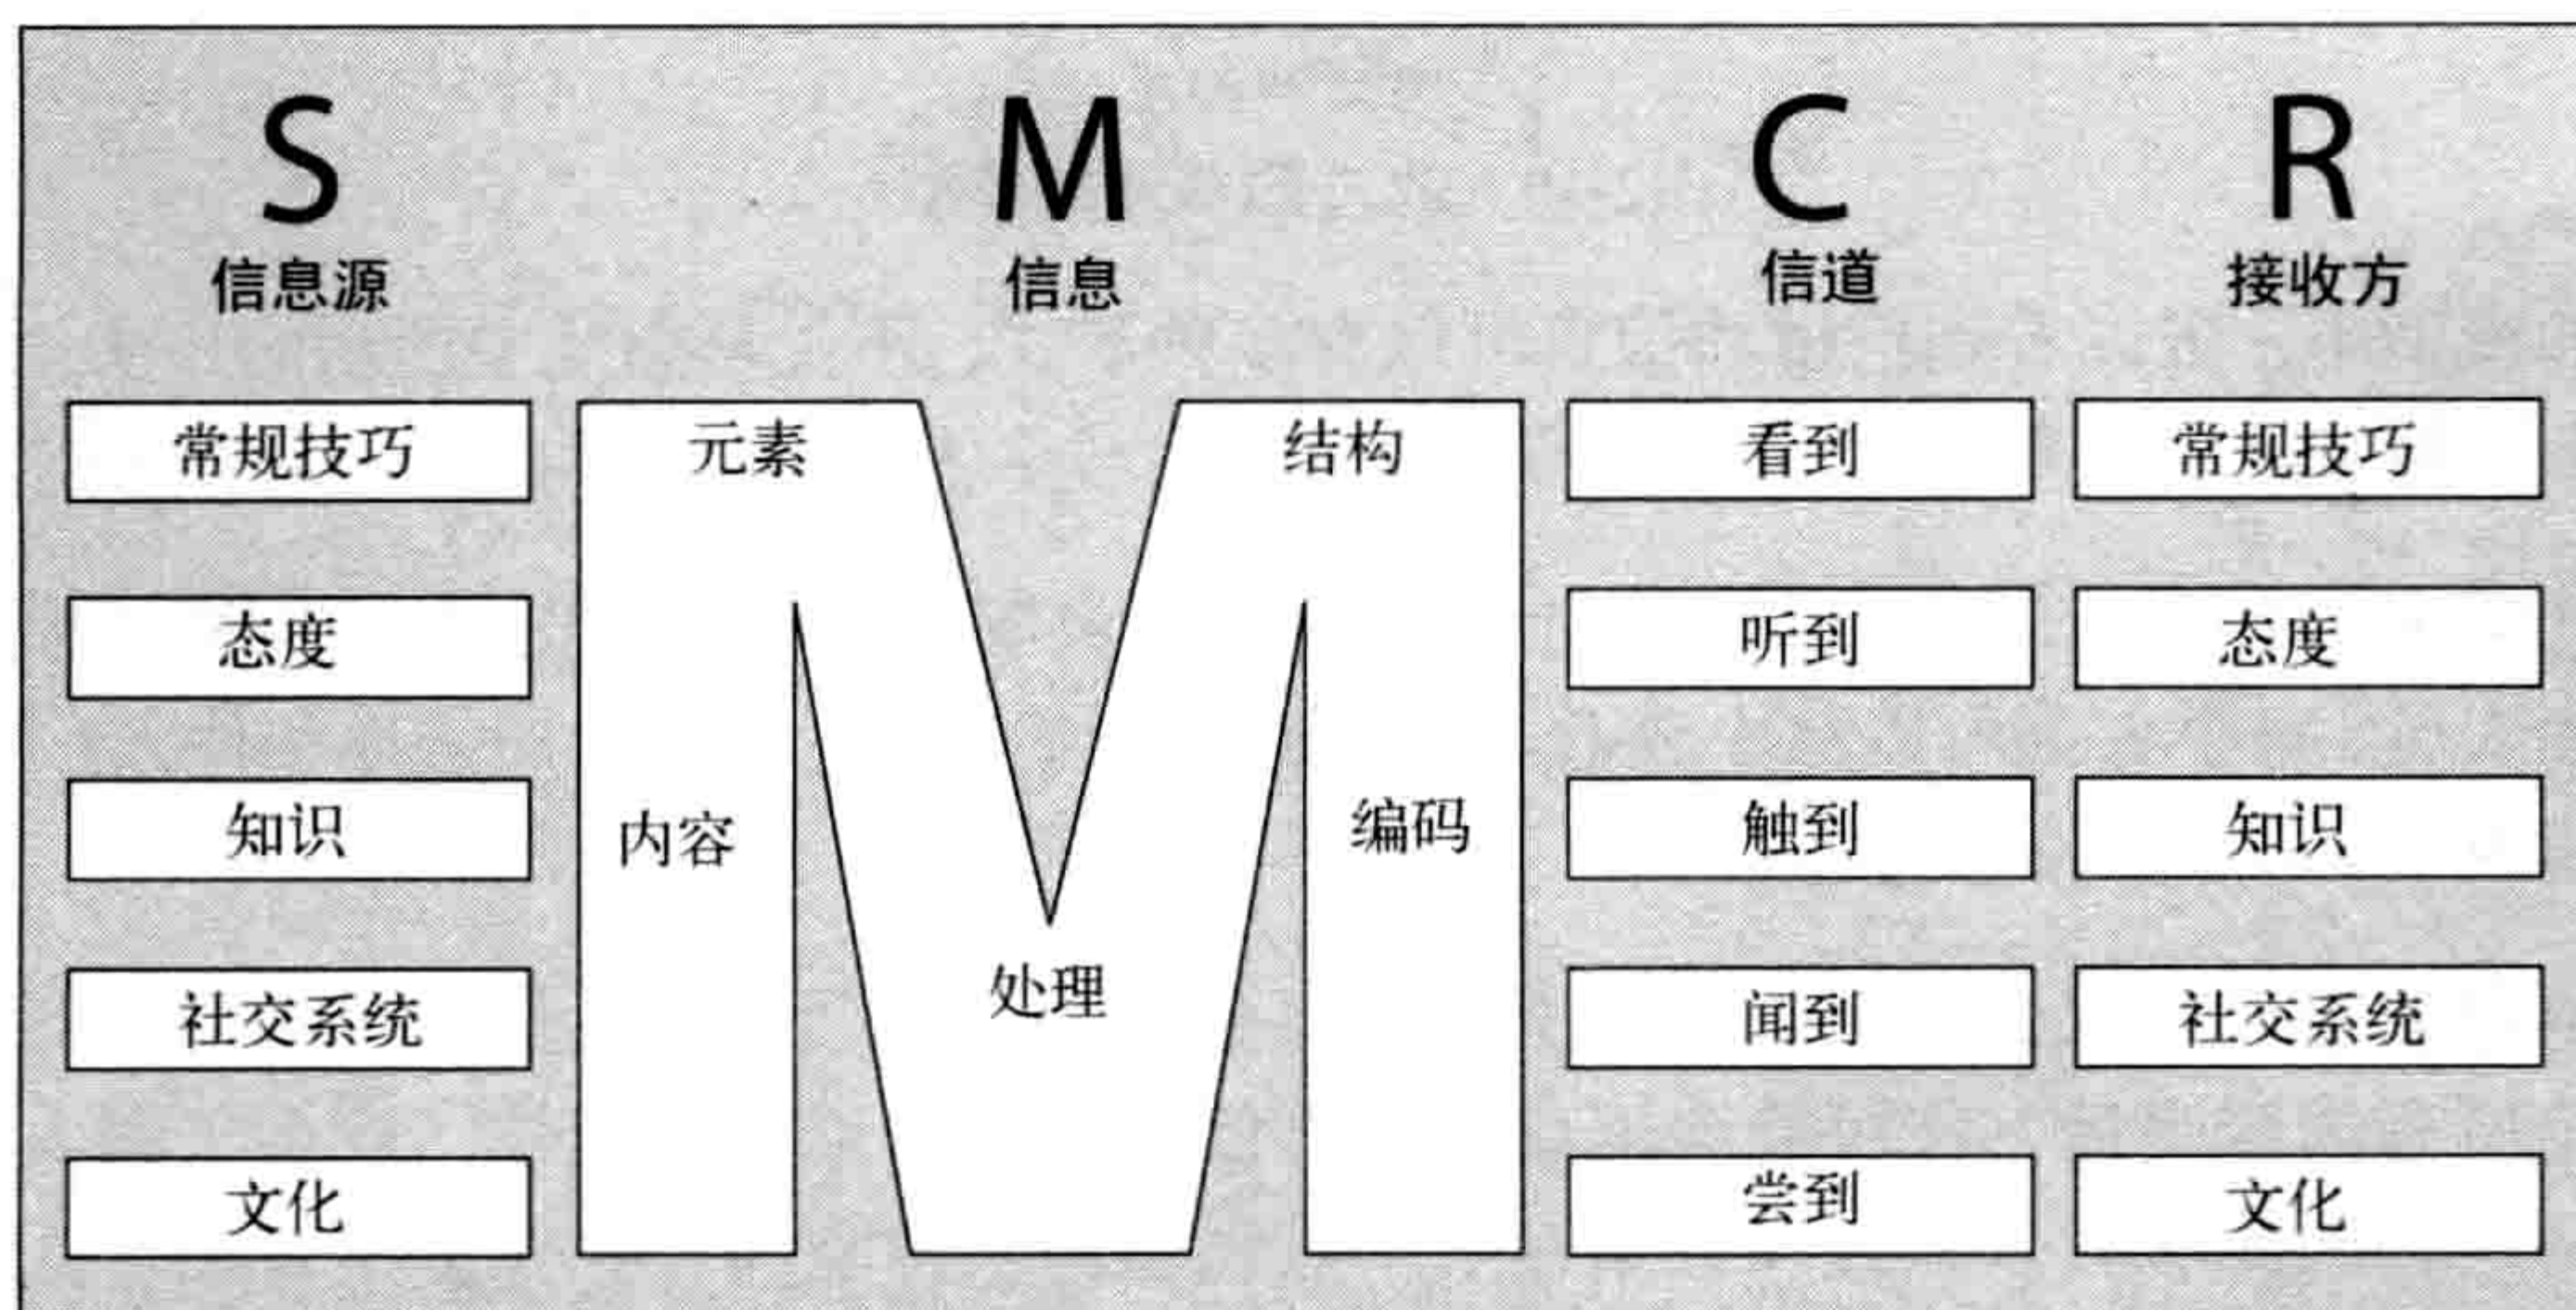 S M C R
信息源 信息 信道 接收方
常规技巧 元素 结构 看到 常规技巧
态度 听到 态度
知识 内容 编码 触到 知识
社交系统 处理 闻到 社交系统
文化 尝到 文化